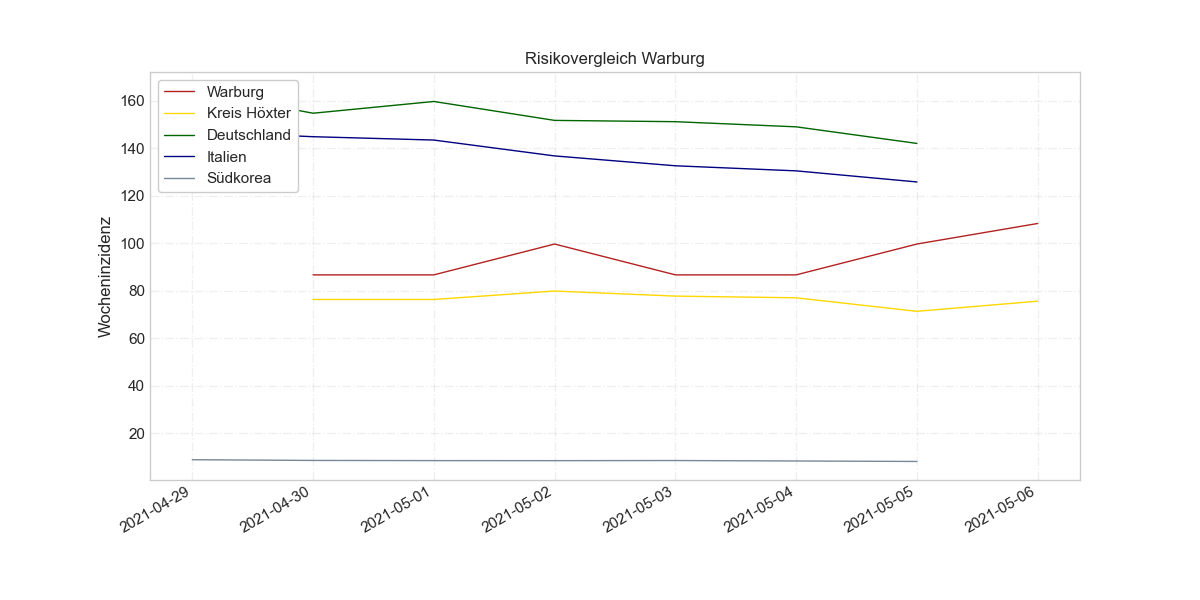 Risikovergleich Warburg
Warburg
Kreis Höxter
Deutschland
Italien
Südkorea
Wocheninzidenz
160
140
120
100
80
60
40
20
2021-04-29
2021-04-30
2021-05-01
2021-05-02
2021-05-03
2021-05-04
2021-05-05
2021-05-06